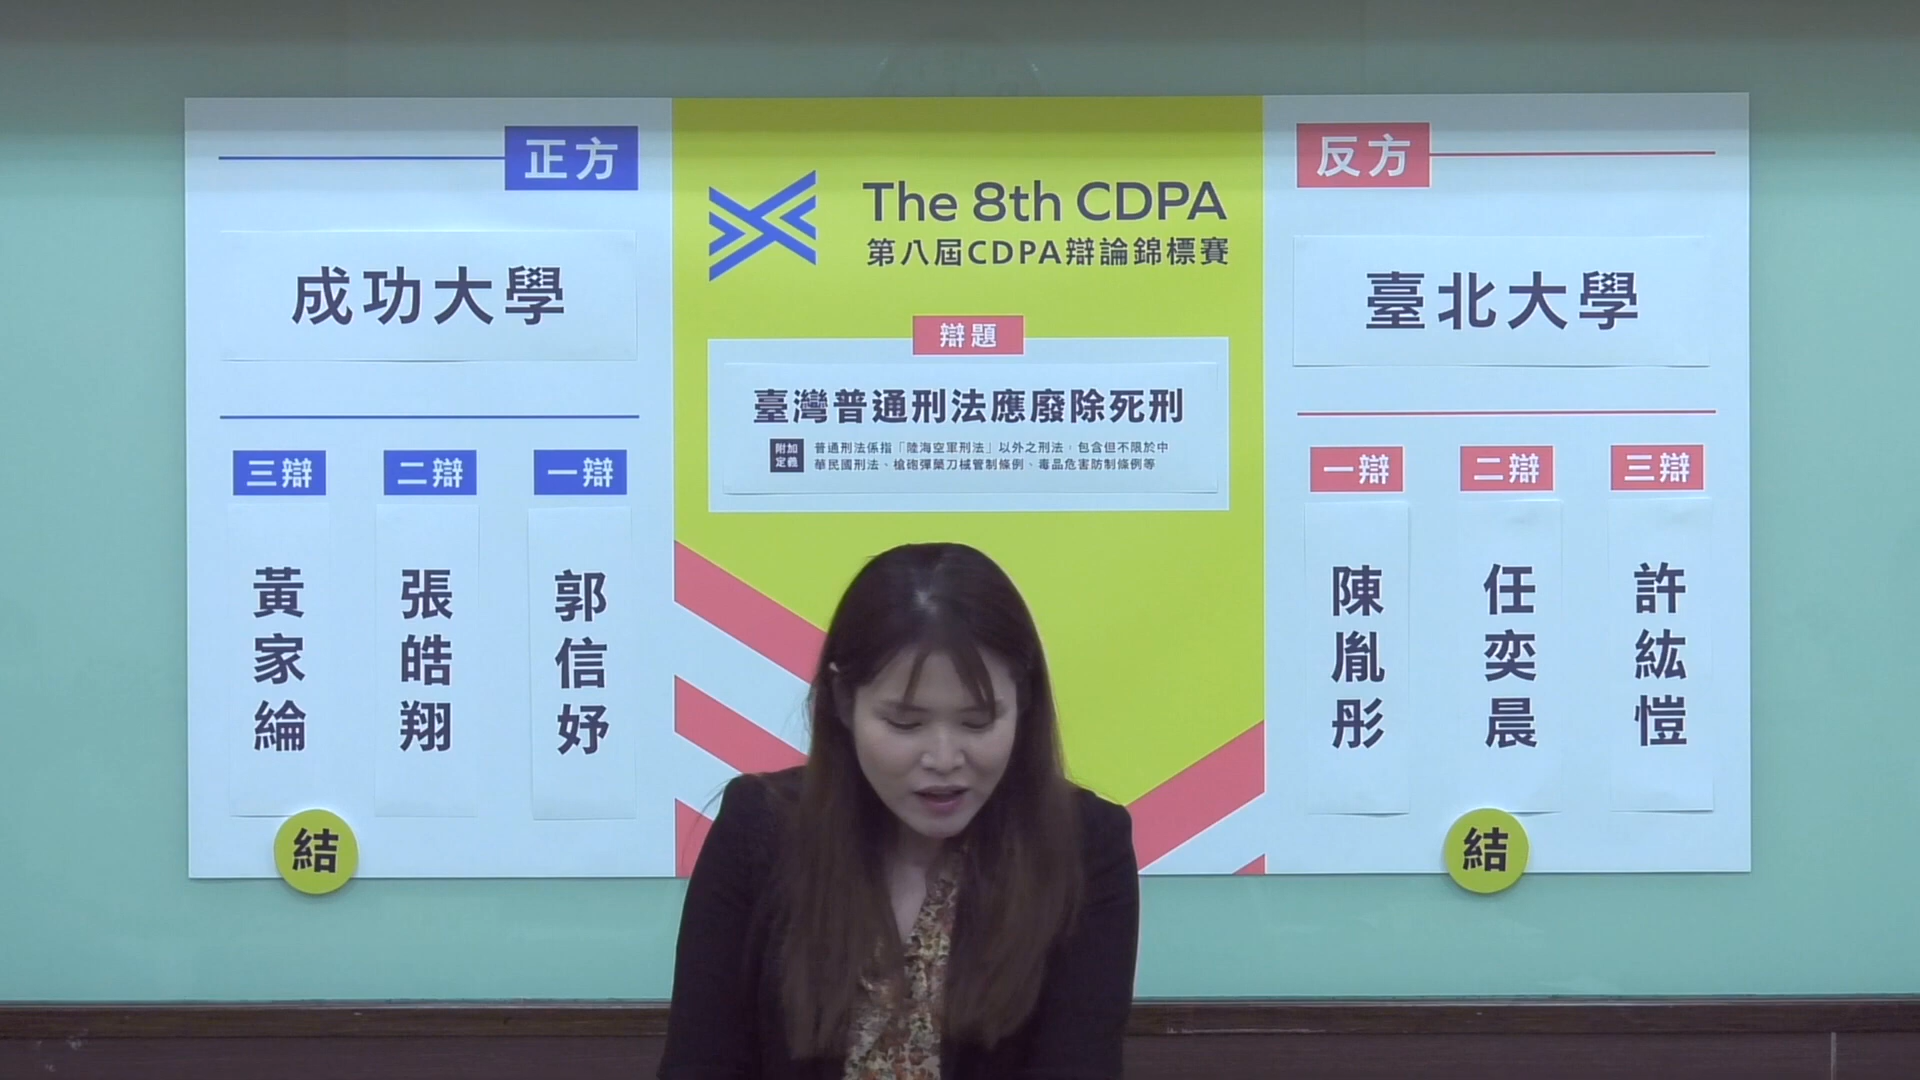 正方
成功大學
三辯
二辯
一辯
黃家綸
張皓翔
郭信妤
結
The 8th CDPA
第八屆CDPA辯論錦標賽
辯題
臺灣普通刑法應廢除死刑
附加
定義
普通刑法係指「陸海空軍刑法」以外之刑法，包含但不限於中
華民國刑法、槍砲彈藥刀械管制條例、毒品危害防制條例等
反方
臺北大學
一辯
二辯
三辯
陳胤彤
任奕晨
許紘愷
結